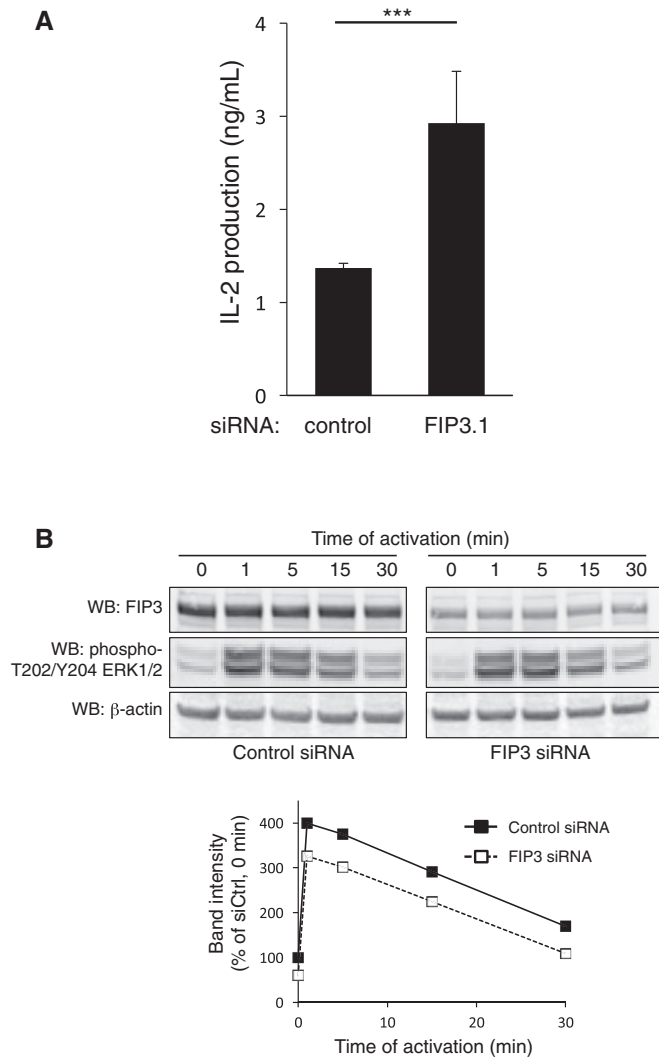 A
***
4
3
2
1
0
IL-2 production (ng/mL)
siRNA: control FIP3.1
B
Time of activation (min)
0 1 5 15 30 0 1 5 15 30
WB: FIP3
WB: phospho-
T202/Y204 ERK1/2
WB: β-actin
Control siRNA FIP3 siRNA
Band intensity
(% of siCtrl, 0 min)
400
300
200
100
0
Control siRNA
FIP3 siRNA
0 10 20 30
Time of activation (min)